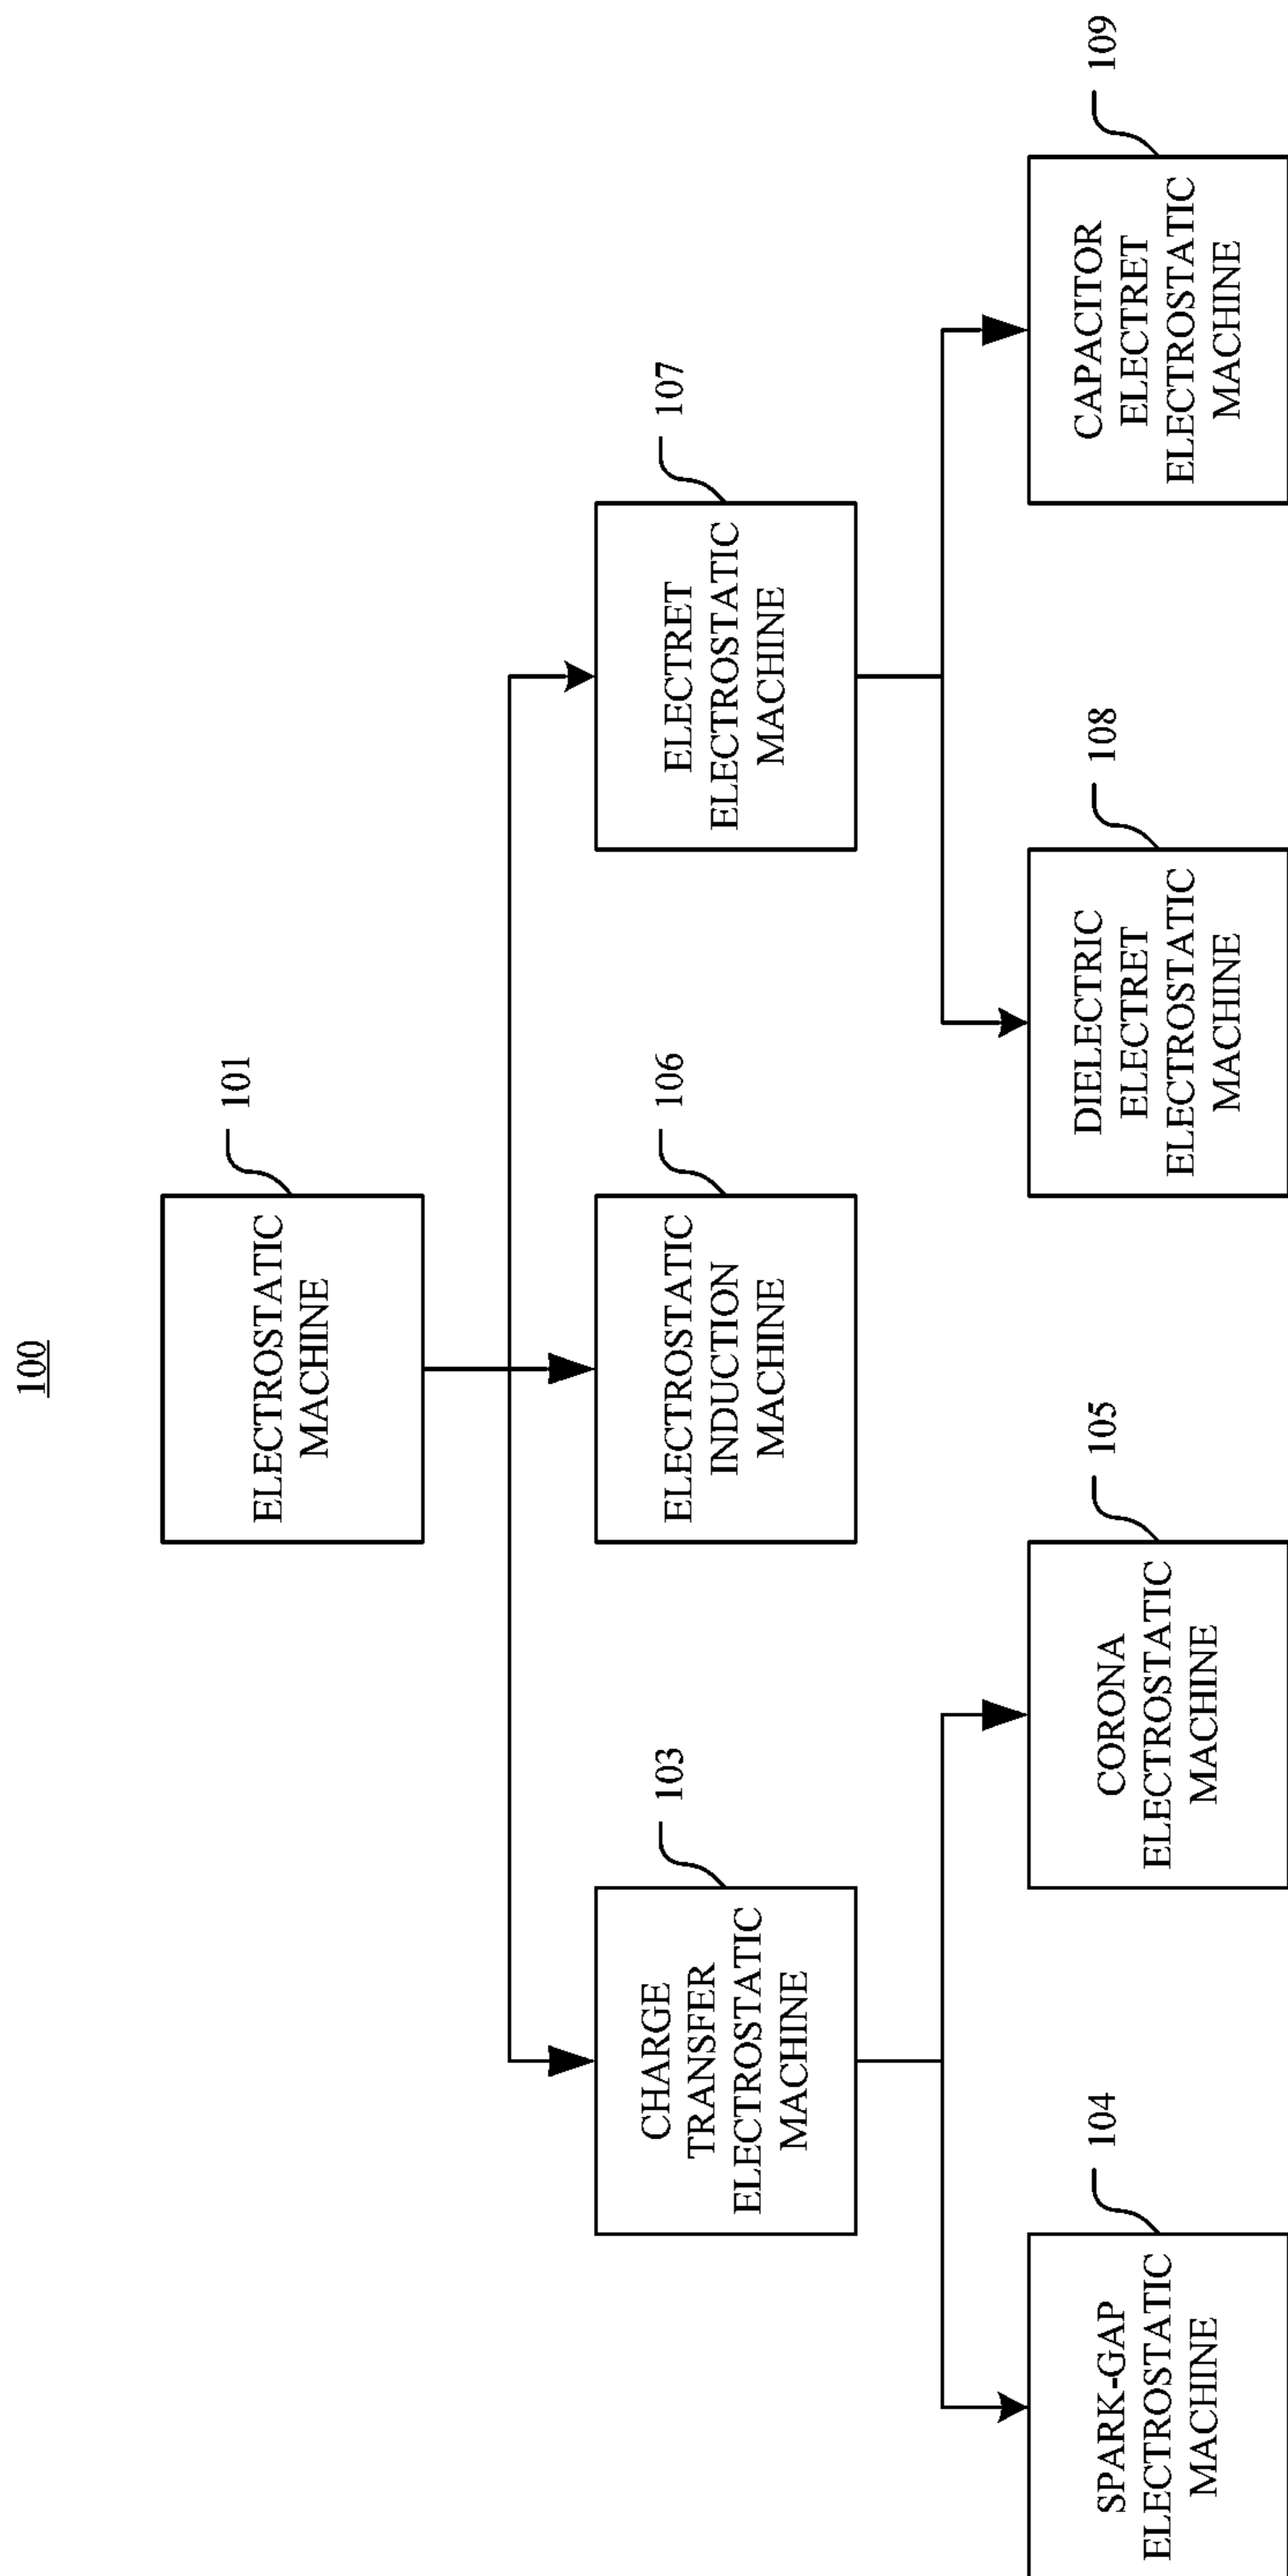 100
ELECTROSTATIC
MACHINE
101
CHARGE
TRANSFER
ELECTROSTATIC
MACHINE
103
ELECTROSTATIC
INDUCTION
MACHINE
106
ELECTRET
ELECTROSTATIC
MACHINE
107
SPARK-GAP
ELECTROSTATIC
MACHINE
104
CORONA
ELECTROSTATIC
MACHINE
105
DIELECTRIC
ELECTRET
ELECTROSTATIC
MACHINE
108
CAPACITOR
ELECTRET
ELECTROSTATIC
MACHINE
109